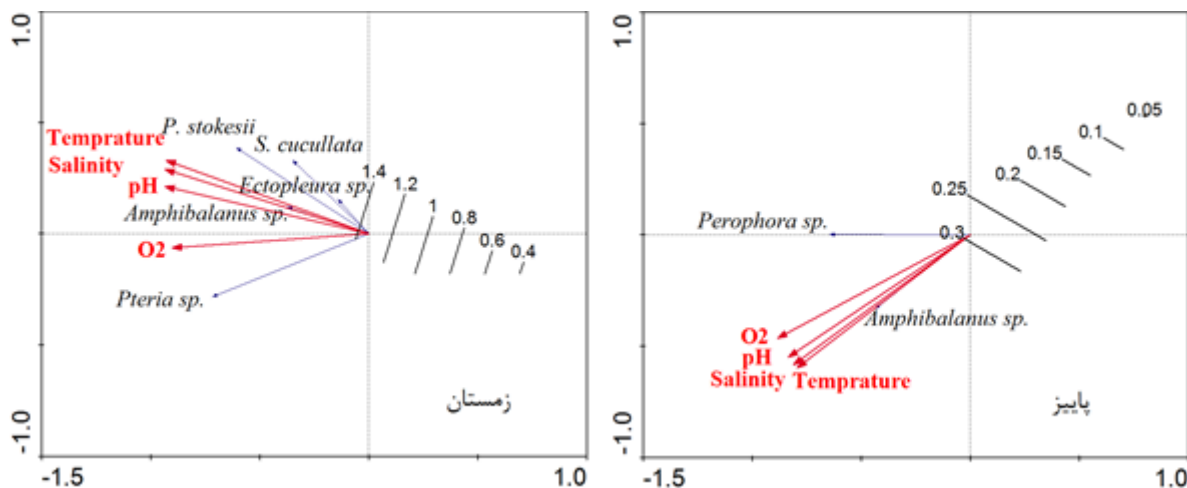 1.0
P. stokesii
Temprature
S. cucullata
Salinity
1.4
pH
Ectopleura sp.
1.2
Amphibalanus sp.
1
0.8
O2
0.6
0.4
Pteria sp.
زمستان
-1.0
-1.5
1.0
1.0
0.05
0.1
0.15
0.2
0.25
Perophora sp.
0.3
Amphibalanus sp.
O2
pH
Salinity Temprature
پاییز
-1.0
-1.5
1.0